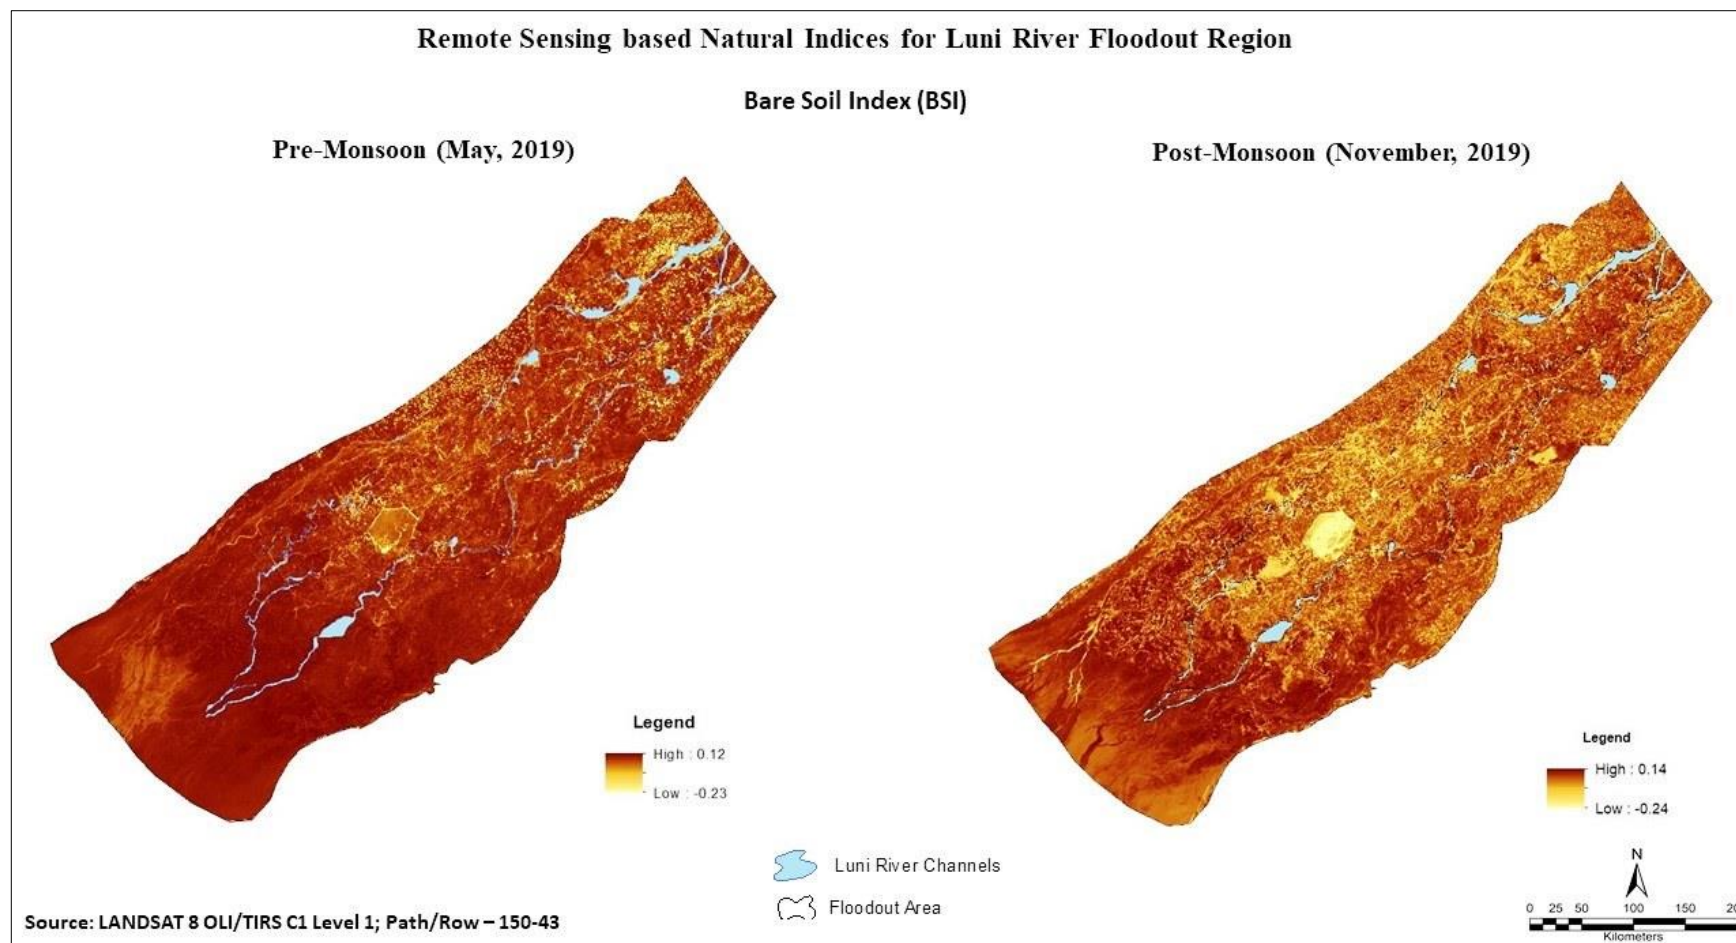 Remote Sensing based Natural Indices for Luni River Floodout Region
Bare Soil Index (BSI)
Pre-Monsoon (May, 2019)
Post-Monsoon (November, 2019)
Legend
High : 0.12
Low : -0.23
Legend
High : 0.14
Low : -0.24
Luni River Channels
Floodout Area
N
0 25 50 100 150
Kilometers
Source: LANDSAT 8 OLI/TIRS C1 Level 1; Path/Row – 150-43